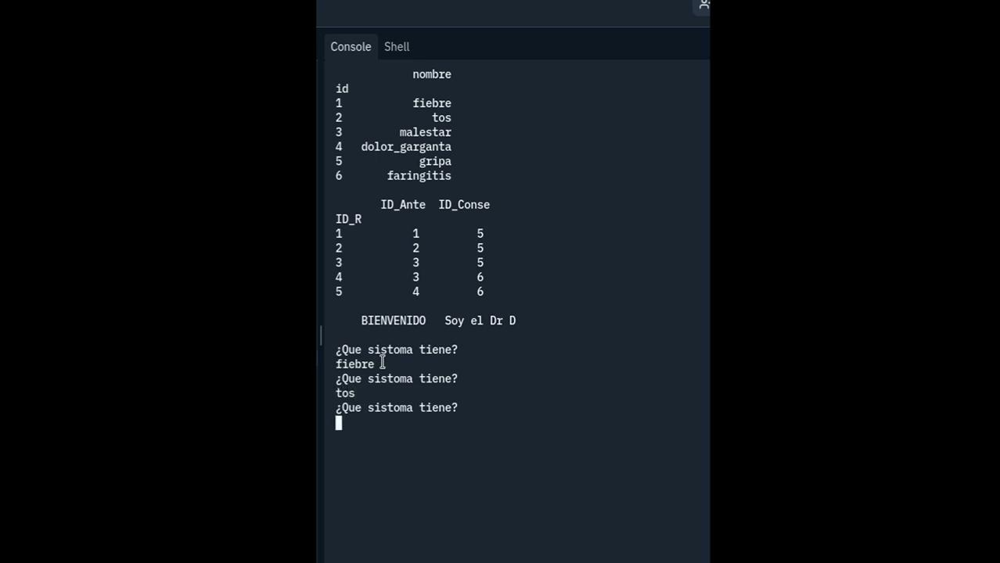 Console Shell
nombre
id
1 fiebre
2 tos
3 malestar
4 dolor_garganta
5 gripa
6 faringitis
ID_Ante ID_Conse
ID_R
1 1 5
2 2 5
3 3 5
4 3 6
5 4 6
BIENVENIDO Soy el Dr D
¿Que sistoma tiene?
fiebre
¿Que sistoma tiene?
tos
¿Que sistoma tiene?